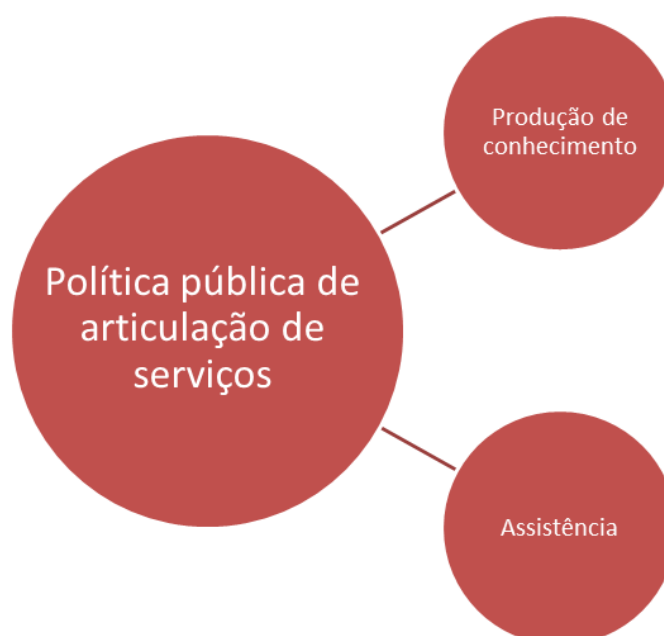 Produção de
conhecimento
Política pública de
articulação de
serviços
Assistência